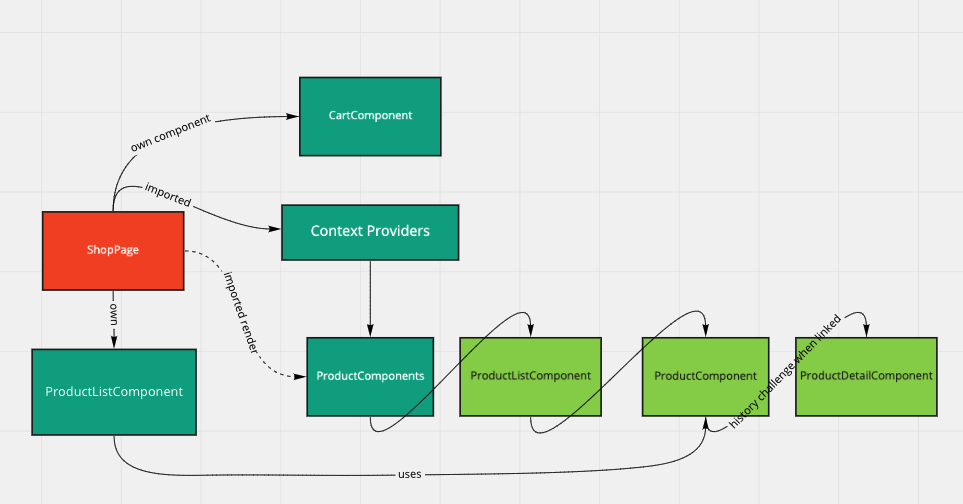 CartComponent
own component
imported
Context Providers
ShopPage
imported render
own
history challenge when linked
ProductComponents
ProductListComponent
ProductComponent
ProductDetailComponent
ProductListComponent
uses